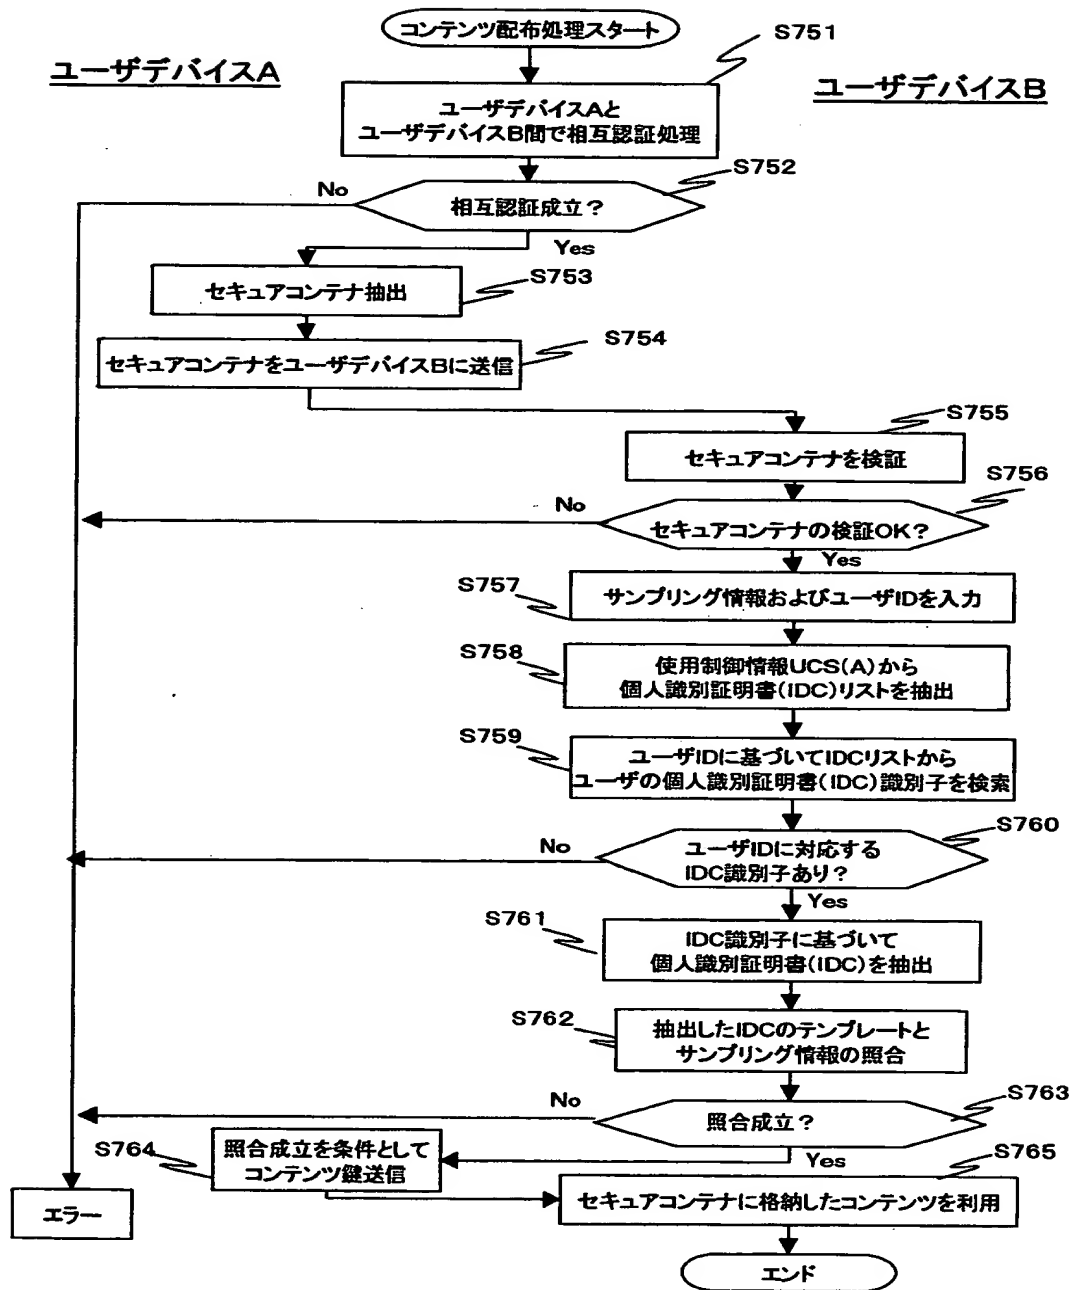 コンテンツ配布処理スタート
S751
ユーザデバイスA
ユーザデバイスB
ユーザデバイスAと
ユーザデバイスB間で相互認証処理
S752
No
相互認証成立?
Yes
S753
セキュアコンテナ抽出
S754
セキュアコンテナをユーザデバイスBに送信
S755
セキュアコンテナを検証
S756
No
セキュアコンテナの検証OK?
Yes
S757
サンプリング情報およびユーザIDを入力
S758
使用制御情報UCS(A)から
個人識別証明書(IDC)リストを抽出
S759
ユーザIDに基づいてIDCリストから
ユーザの個人識別証明書(IDC)識別子を検索
S760
No
ユーザIDに対応する
IDC識別子あり?
Yes
S761
IDC識別子に基づいて
個人識別証明書(IDC)を抽出
S762
抽出したIDCのテンプレートと
サンプリング情報の照合
S763
No
照合成立?
Yes
S764
照合成立を条件として
コンテンツ鍵送信
S765
セキュアコンテナに格納したコンテンツを利用
エラー
エンド